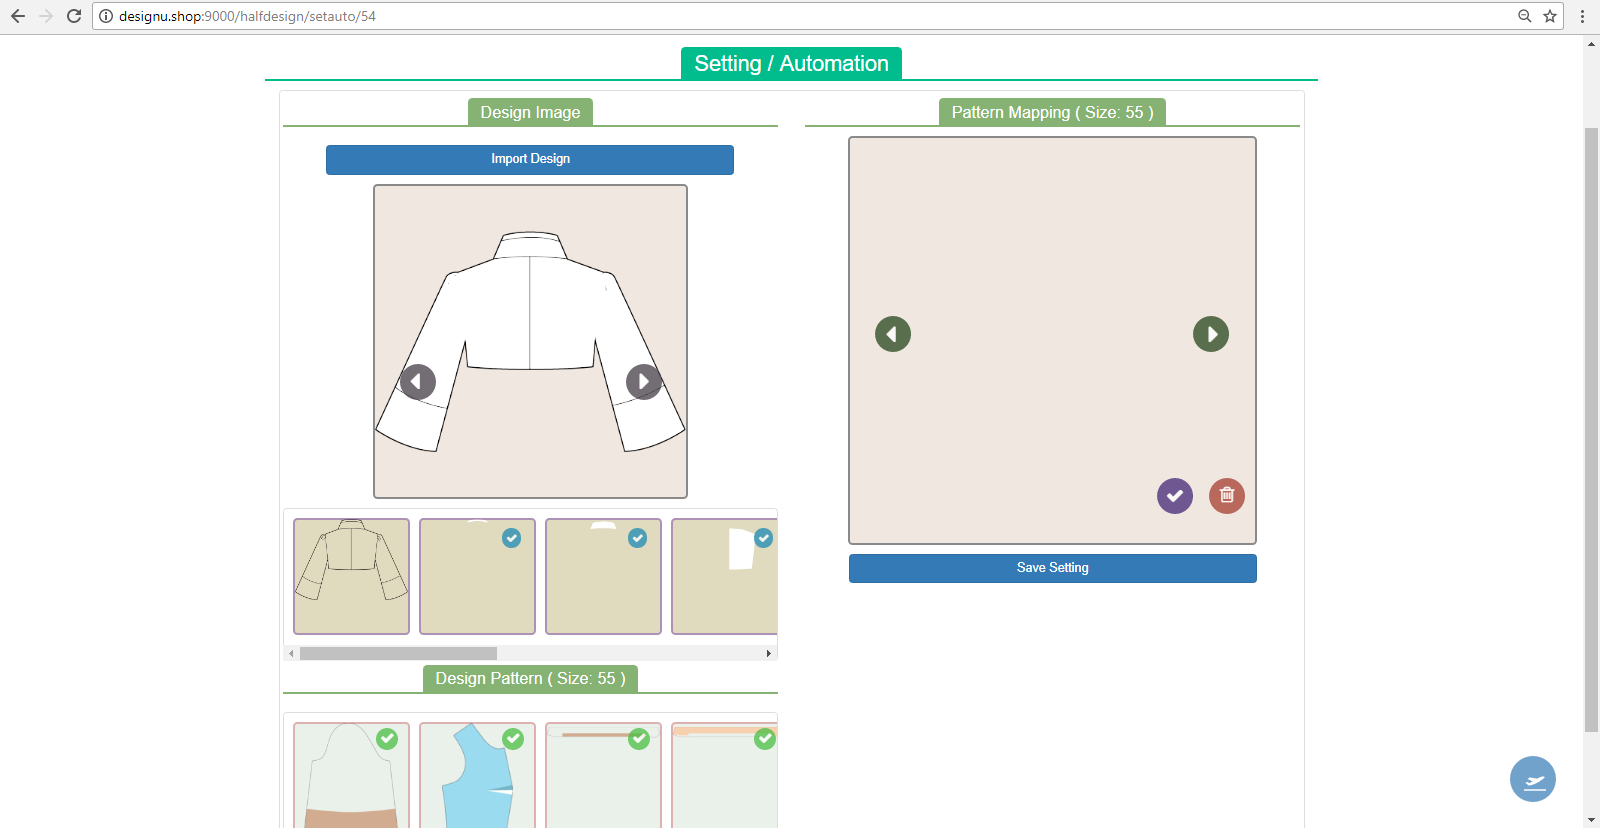 designu.shop:9000/halfdesign/setauto/54
Setting / Automation
Design Image
Pattern Mapping ( Size: 55 )
Import Design
Save Setting
Design Pattern ( Size: 55 )